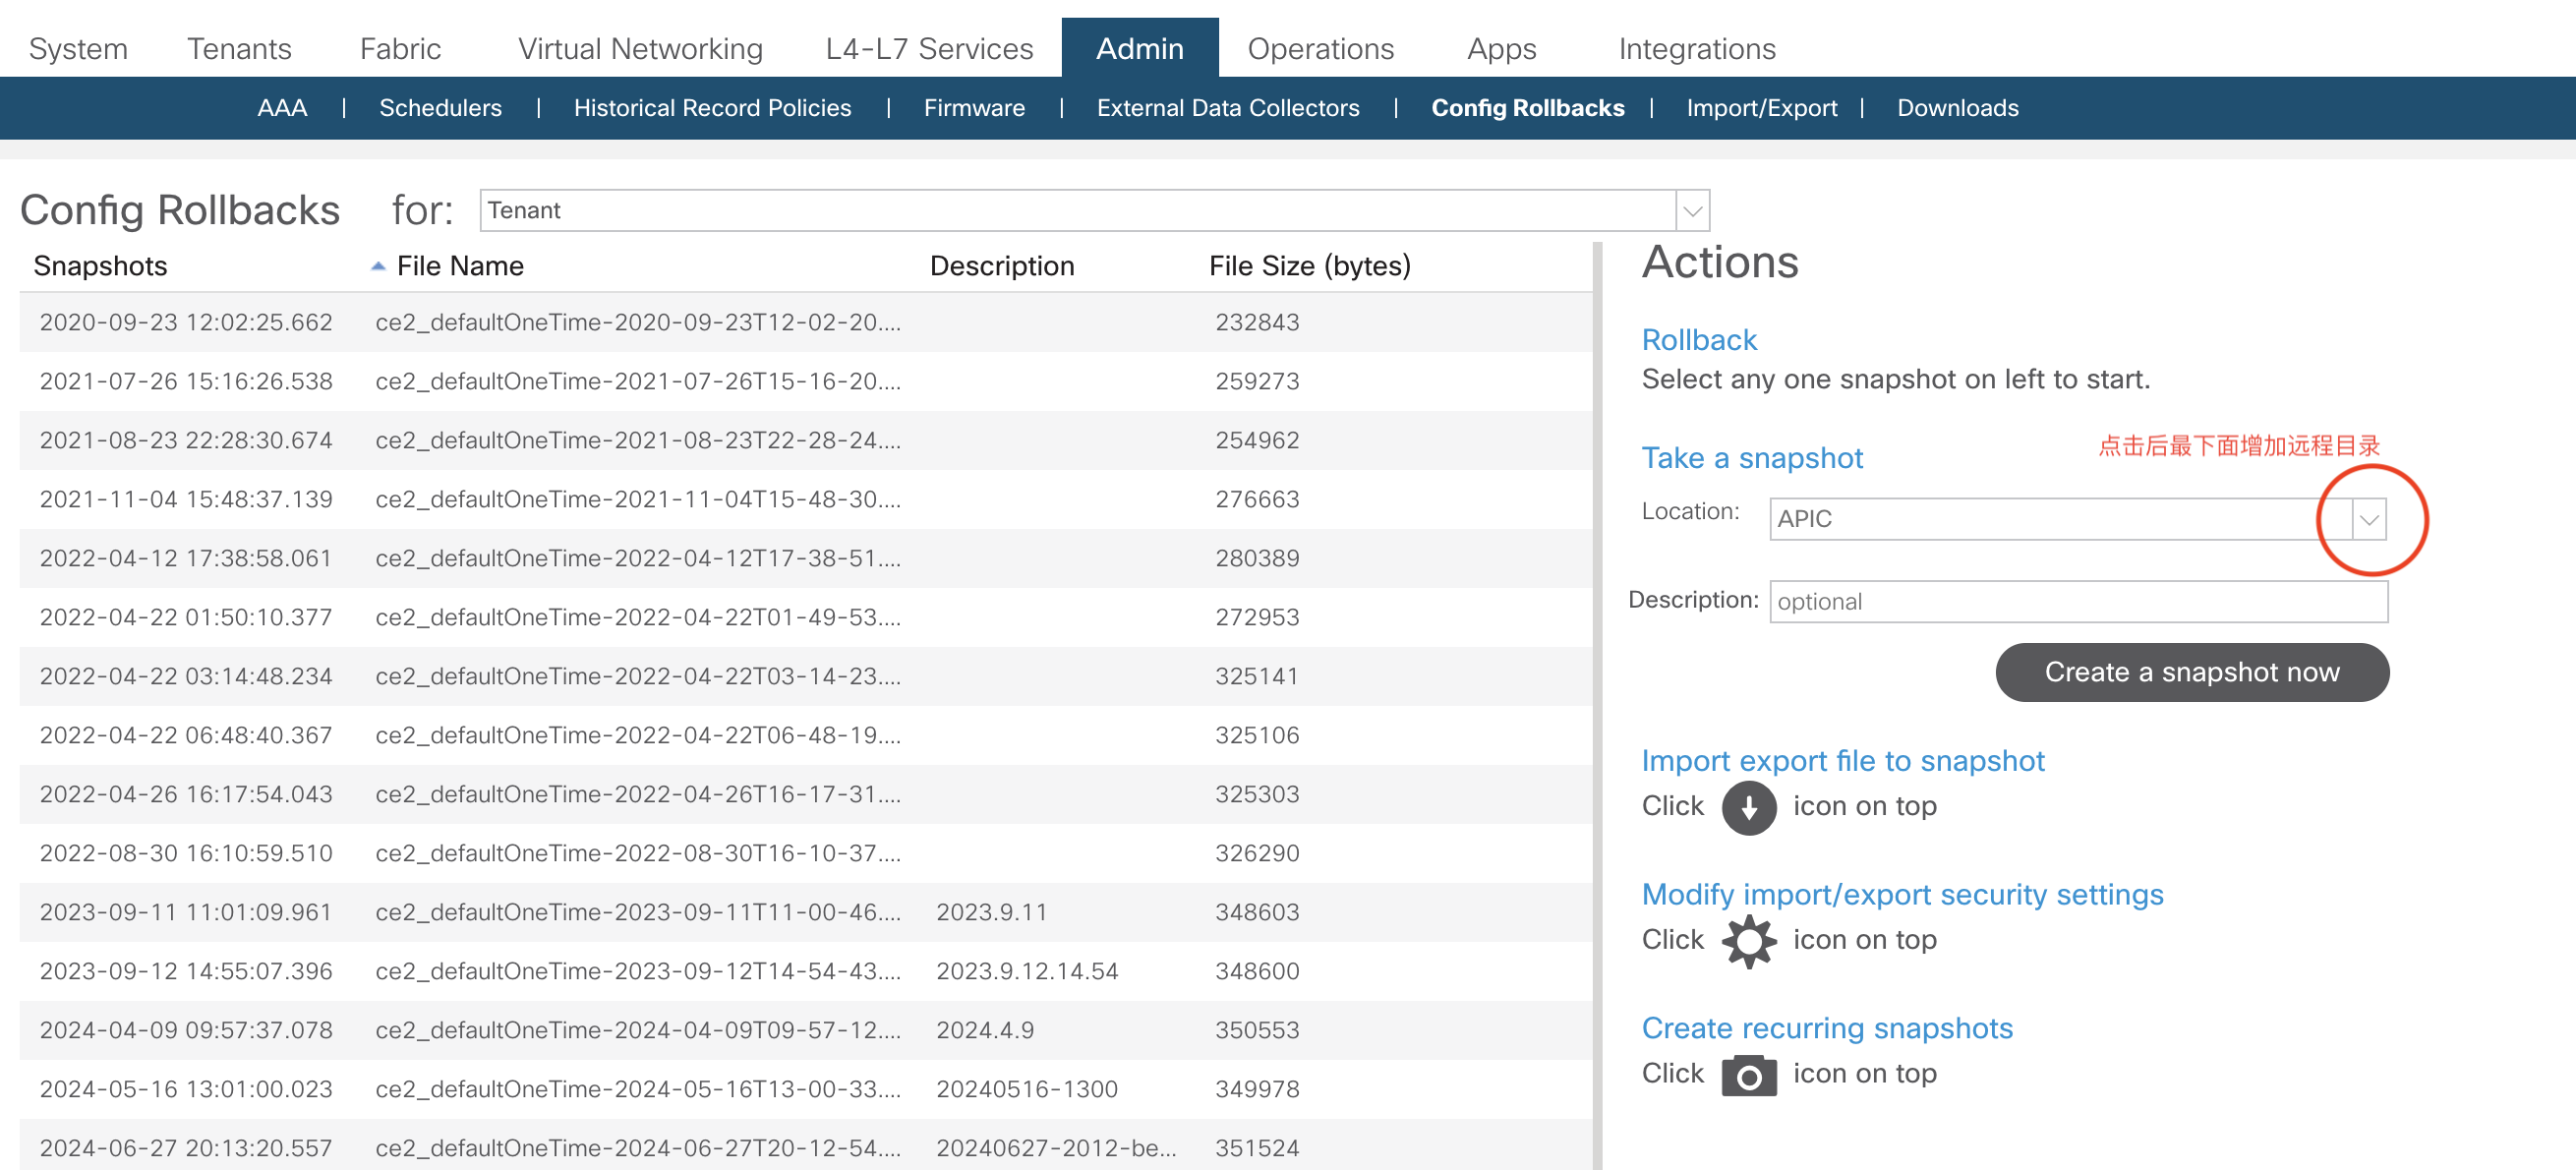 System Tenants Fabric Virtual Networking L4-L7 Services Admin Operations Apps Integrations
AAA | Schedulers | Historical Record Policies | Firmware | External Data Collectors | Config Rollbacks | Import/Export | Downloads
Config Rollbacks for: Tenant
Snapshots File Name Description File Size (bytes)
2020-09-23 12:02:25.662 ce2_defaultOneTime-2020-09-23T12-02-20.... 232843
2021-07-26 15:16:26.538 ce2_defaultOneTime-2021-07-26T15-16-20.... 259273
2021-08-23 22:28:30.674 ce2_defaultOneTime-2021-08-23T22-28-24.... 254962
2021-11-04 15:48:37.139 ce2_defaultOneTime-2021-11-04T15-48-30.... 276663
2022-04-12 17:38:58.061 ce2_defaultOneTime-2022-04-12T17-38-51.... 280389
2022-04-22 01:50:10.377 ce2_defaultOneTime-2022-04-22T01-49-53.... 272953
2022-04-22 03:14:48.234 ce2_defaultOneTime-2022-04-22T03-14-23.... 325141
2022-04-22 06:48:40.367 ce2_defaultOneTime-2022-04-22T06-48-19.... 325106
2022-04-26 16:17:54.043 ce2_defaultOneTime-2022-04-26T16-17-31.... 325303
2022-08-30 16:10:59.510 ce2_defaultOneTime-2022-08-30T16-10-37.... 326290
2023-09-11 11:01:09.961 ce2_defaultOneTime-2023-09-11T11-00-46.... 2023.9.11 348603
2023-09-12 14:55:07.396 ce2_defaultOneTime-2023-09-12T14-54-43.... 2023.9.12.14.54 348600
2024-04-09 09:57:37.078 ce2_defaultOneTime-2024-04-09T09-57-12.... 2024.4.9 350553
2024-05-16 13:01:00.023 ce2_defaultOneTime-2024-05-16T13-00-33.... 20240516-1300 349978
2024-06-27 20:13:20.557 ce2_defaultOneTime-2024-06-27T20-12-54.... 20240627-2012-be... 351524
Actions
Rollback
Select any one snapshot on left to start.
点击后最下面增加远程目录
Take a snapshot
Location: APIC
Description: optional
Create a snapshot now
Import export file to snapshot
Click icon on top
Modify import/export security settings
Click icon on top
Create recurring snapshots
Click icon on top